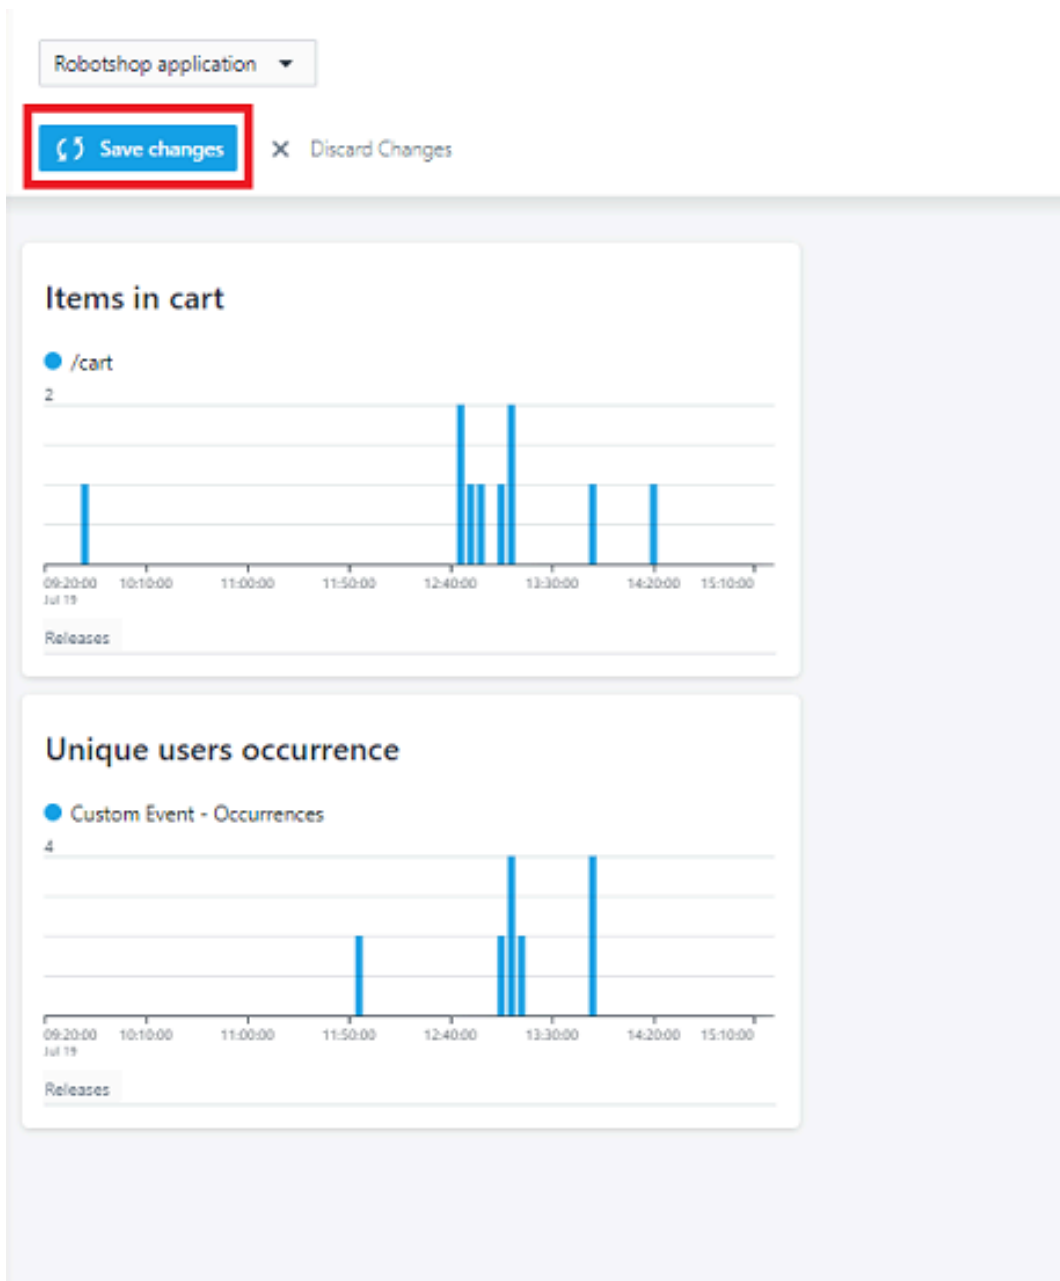 Robotshop application
Save changes
Discard Changes
Items in cart
/cart
2
09:20:00 10:10:00 11:00:00 11:50:00 12:40:00 13:30:00 14:20:00 15:10:00
Jul 19
Releases
Unique users occurrence
Custom Event - Occurrences
4
09:20:00 10:10:00 11:00:00 11:50:00 12:40:00 13:30:00 14:20:00 15:10:00
Jul 19
Releases